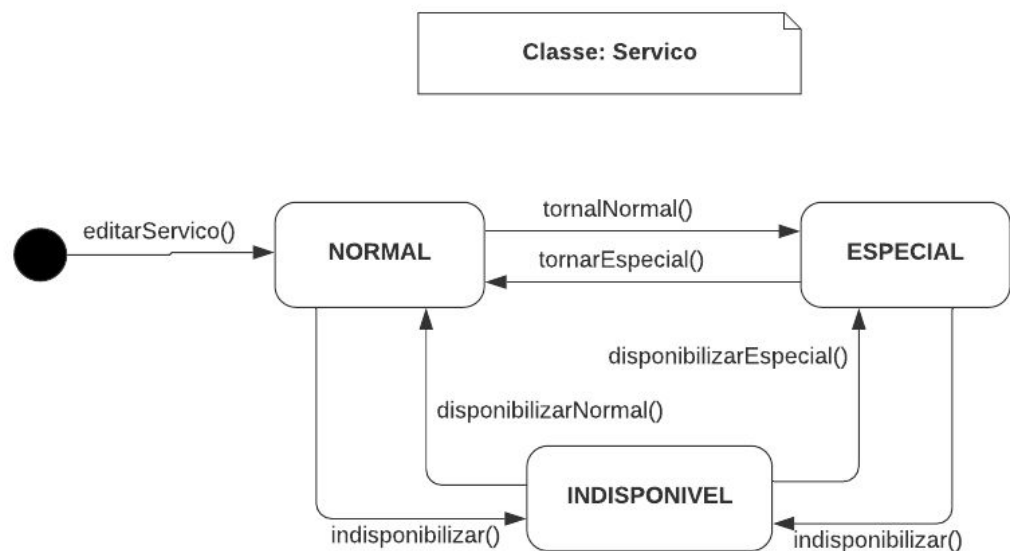 Classe: Servico
editarServico()
NORMAL
tornalNormal()
tornarEspecial()
ESPECIAL
disponibilizarEspecial()
disponibilizarNormal()
INDISPONIVEL
indisponibilizar()
indisponibilizar()